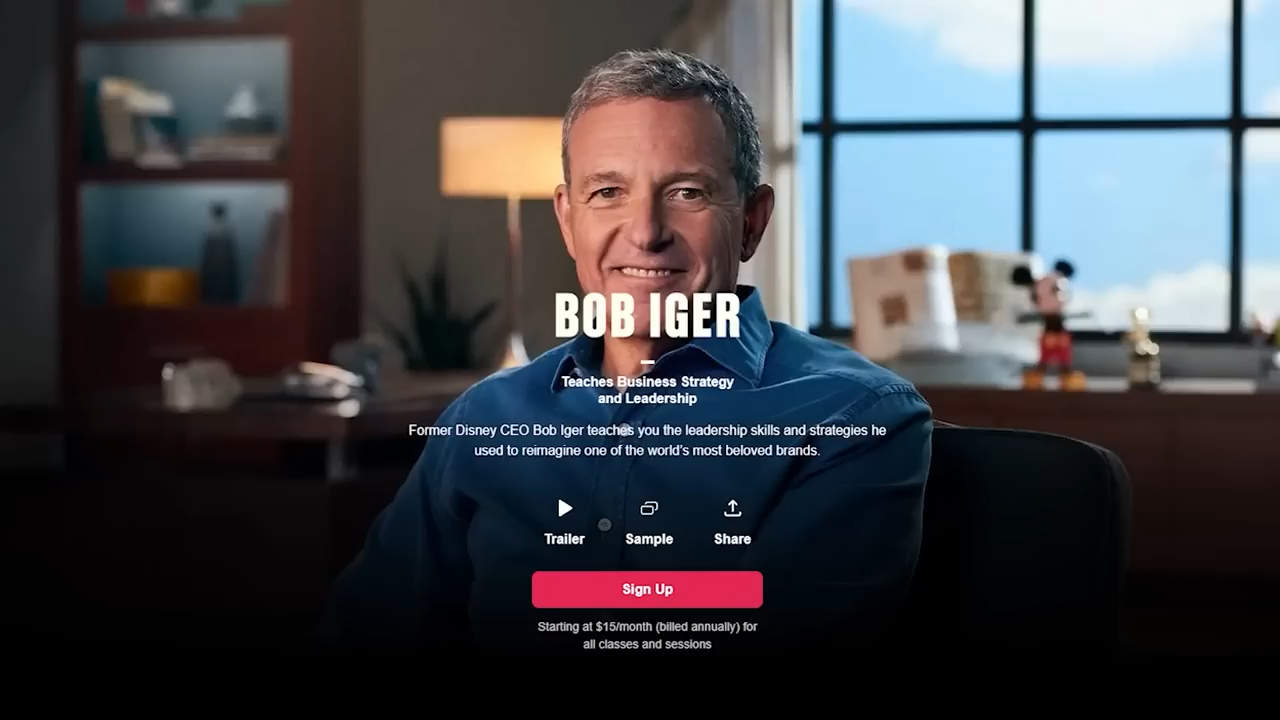 BOB IGER
Teaches Business Strategy
and Leadership
Former Disney CEO Bob Iger teaches you the leadership skills and strategies he
used to reimagine one of the world's most beloved brands.
Trailer Sample Share
Sign Up
Starting at $15/month (billed annually) for
all classes and sessions